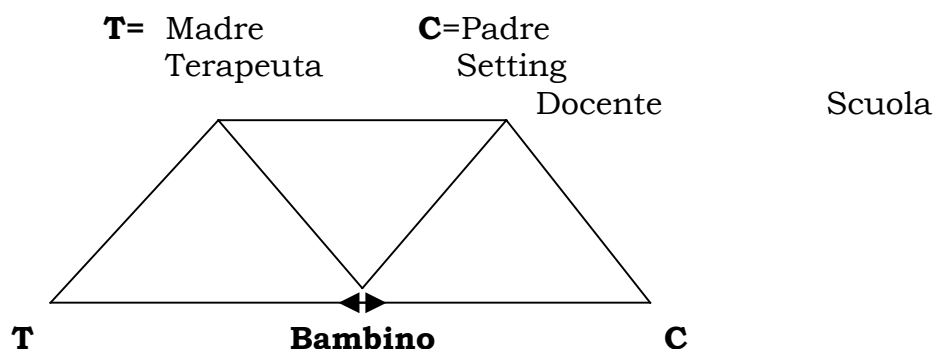 T= Madre C=Padre
Terapeuta Setting
Docente Scuola
T Bambino C